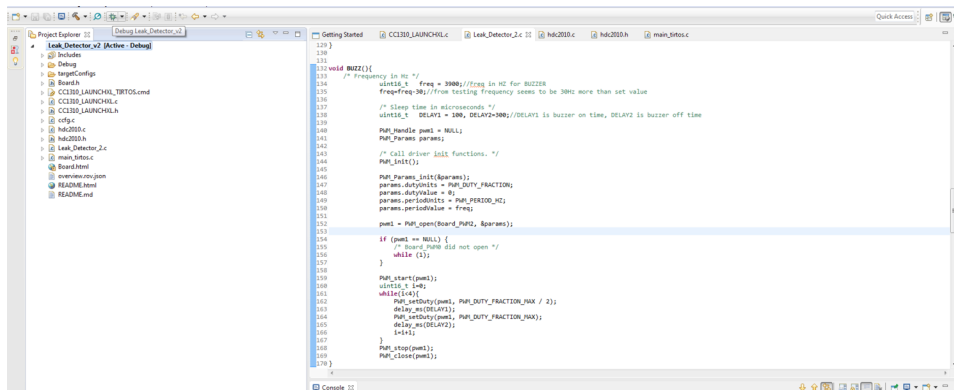 Quick Access
Project Explorer
Debug Leak_Detector_v2
Leak_Detector_v2 [Active - Debug]
Includes
Debug
targetConfigs
Board.h
CC1310_LAUNCHXL_TIRTOS.cmd
CC1310_LAUNCHXL.c
CC1310_LAUNCHXL.h
ccfg.c
hdc2010.c
hdc2010.h
Leak_Detector_2.c
main_tirtos.c
Board.html
overview.rov.json
README.html
README.md
Getting Started
CC1310_LAUNCHXL.c
Leak_Detector_2.c
hdc2010.c
hdc2010.h
main_tirtos.c
129 }
130
131
132 void BUZZ(){
133 /* Frequency in Hz */
134 uint16_t freq = 3900;//Freq in HZ for BUZZER
135 freq=freq-30;//from testing frequency seems to be 30Hz more than set value
136
137 /* Sleep time in microseconds */
138 uint16_t DELAY1 = 100, DELAY2=300;//DELAY1 is buzzer on time, DELAY2 is buzzer off time
139
140 PWM_Handle pwm1 = NULL;
141 PWM_Params params;
142
143 /* Call driver init functions. */
144 PWM_init();
145
146 PWM_Params_init(&params);
147 params.dutyUnits = PWM_DUTY_FRACTION;
148 params.dutyValue = 0;
149 params.periodUnits = PWM_PERIOD_HZ;
150 params.periodValue = freq;
151
152 pwm1 = PWM_open(Board_PWM2, &params);
153
154 if (pwm1 == NULL) {
155 /* Board_PWM0 did not open */
156 while (1);
157 }
158
159 PWM_start(pwm1);
160 uint16_t i=0;
161 while(i<4){
162 PWM_setDuty(pwm1, PWM_DUTY_FRACTION_MAX / 2);
163 delay_ms(DELAY1);
164 PWM_setDuty(pwm1, PWM_DUTY_FRACTION_MAX);
165 delay_ms(DELAY2);
166 i=i+1;
167 }
168 PWM_stop(pwm1);
169 PWM_close(pwm1);
170 }
Console